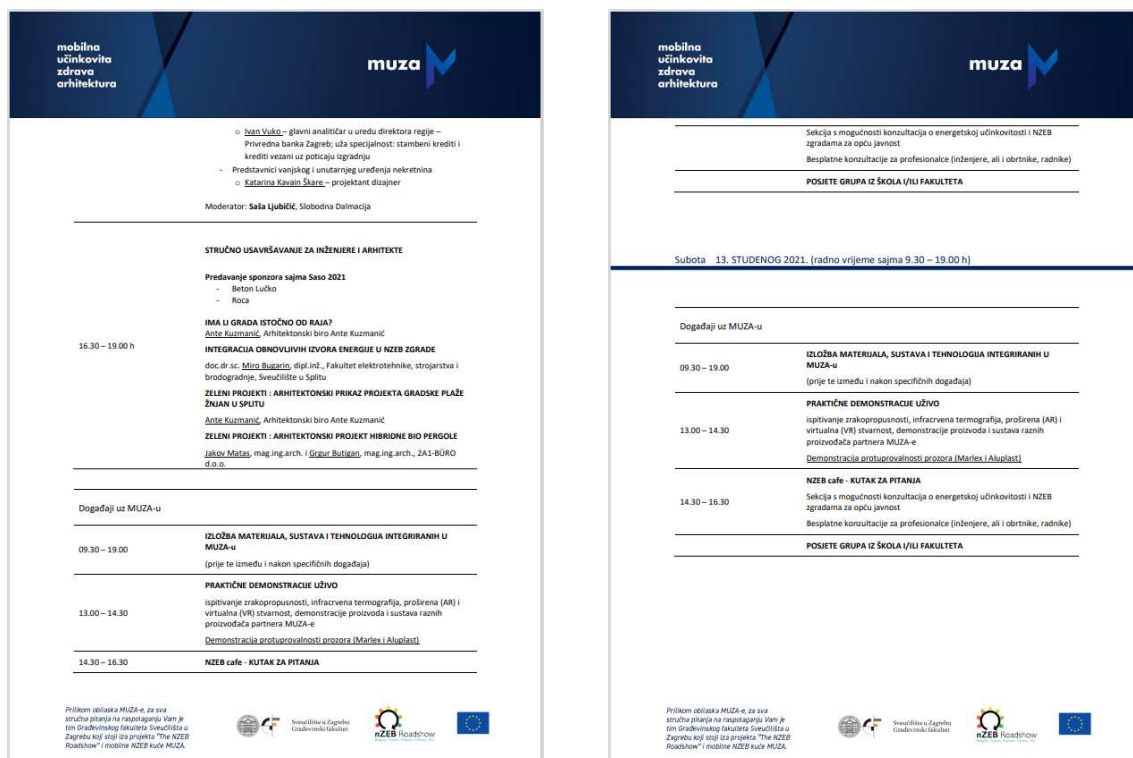 mobilna
učinkovita
zdrava
arhitektura
muza
o Ivan Vuko – glavni analitičar u uredu direktora regije –
Privredna banka Zagreb; uža specijalnost: stambeni krediti i
krediti vezani uz poticaju izgradnju
- Predstavnici vanjskog i unutarnjeg uređenja nekretnina
o Katarina Kavain Škare – projektant dizajner
Moderator: Saša Ljubičić, Slobodna Dalmacija
STRUČNO USAVRŠAVANJE ZA INŽENJERE I ARHITEKTE
Predavanje sponzora sajma Saso 2021
- Beton Lučko
- Roca
IMA LI GRADA ISTOČNO OD RAJA?
Ante Kuzmanić, Arhitektonski biro Ante Kuzmanić
16.30 – 19.00 h
INTEGRACIJA OBNOVLJIVIH IZVORA ENERGIJE U NZEB ZGRADE
doc.dr.sc. Miro Bugarin, dipl.inž., Fakultet elektrotehnike, strojarstva i
brodogradnje, Sveučilište u Splitu
ZELENI PROJEKTI : ARHITEKTONSKI PRIKAZ PROJEKTA GRADSKE PLAŽE
ŽNJAN U SPLITU
Ante Kuzmanić, Arhitektonski biro Ante Kuzmanić
ZELENI PROJEKTI : ARHITEKTONSKI PROJEKT HIBRIDNE BIO PERGOLE
Jakov Matas, mag.ing.arch. i Grgur Butigan, mag.ing.arch., 2A1-BÜRO
d.o.o.
Događaji uz MUZA-u
09.30 – 19.00
IZLOŽBA MATERIJALA, SUSTAVA I TEHNOLOGIJA INTEGRIRANIH U
MUZA-u
(prije te između i nakon specifičnih događaja)
13.00 – 14.30
PRAKTIČNE DEMONSTRACIJE UŽIVO
ispitivanje zrakopropusnosti, infracrvena termografija, proširena (AR) i
virtualna (VR) stvarnost, demonstracije proizvoda i sustava raznih
proizvođača partnera MUZA-e
Demonstracija protuprovalnosti prozora (Marlex i Aluplast)
14.30 – 16.30
NZEB cafe - KUTAK ZA PITANJA
Prilikom obilaska MUZA-e, za sva
stručna pitanja na raspolaganju Vam je
tim Građevinskog fakulteta Sveučilišta u
Zagrebu koji stoji iza projekta "The NZEB
Roadshow" i mobilne NZEB kuće MUZA.
Sveučilište u Zagrebu
Građevinski fakultet
nZEB Roadshow
mobilna
učinkovita
zdrava
arhitektura
muza
Sekcija s mogućnosti konzultacija o energetskoj učinkovitosti i NZEB
zgradama za opću javnost
Besplatne konzultacije za profesionalce (inženjere, ali i obrtnike, radnike)
POSJETE GRUPA IZ ŠKOLA I/ILI FAKULTETA
Subota 13. STUDENOG 2021. (radno vrijeme sajma 9.30 – 19.00 h)
Događaji uz MUZA-u
09.30 – 19.00
IZLOŽBA MATERIJALA, SUSTAVA I TEHNOLOGIJA INTEGRIRANIH U
MUZA-u
(prije te između i nakon specifičnih događaja)
13.00 – 14.30
PRAKTIČNE DEMONSTRACIJE UŽIVO
ispitivanje zrakopropusnosti, infracrvena termografija, proširena (AR) i
virtualna (VR) stvarnost, demonstracije proizvoda i sustava raznih
proizvođača partnera MUZA-e
Demonstracija protuprovalnosti prozora (Marlex i Aluplast)
14.30 – 16.30
NZEB cafe - KUTAK ZA PITANJA
Sekcija s mogućnosti konzultacija o energetskoj učinkovitosti i NZEB
zgradama za opću javnost
Besplatne konzultacije za profesionalce (inženjere, ali i obrtnike, radnike)
POSJETE GRUPA IZ ŠKOLA I/ILI FAKULTETA
Prilikom obilaska MUZA-e, za sva
stručna pitanja na raspolaganju Vam je
tim Građevinskog fakulteta Sveučilišta u
Zagrebu koji stoji iza projekta "The NZEB
Roadshow" i mobilne NZEB kuće MUZA.
Sveučilište u Zagrebu
Građevinski fakultet
nZEB Roadshow